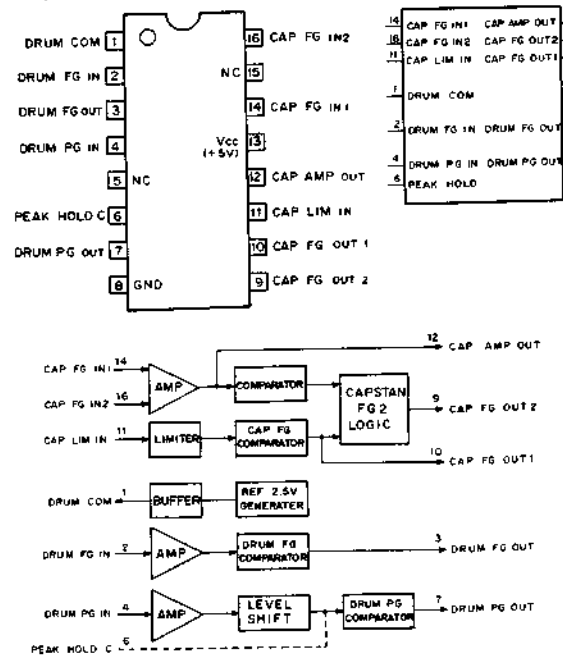 DRUM COM 1
DRUM FG IN 2
DRUM FG OUT 3
DRUM PG IN 4
5 NC
PEAK HOLD C 6
DRUM PG OUT 7
8 GND
16 CAP FG IN2
NC 15
14 CAP FG IN1
Vcc (+5V) 13
12 CAP AMP OUT
11 CAP LIM IN
10 CAP FG OUT 1
9 CAP FG OUT 2
14 CAP FG IN1 CAP AMP OUT
16 CAP FG IN2 CAP FG OUT2
11 CAP LIM IN CAP FG OUT1
1 DRUM COM
2 DRUM FG IN DRUM FG OUT
4 DRUM PG IN DRUM PG OUT
6 PEAK HOLD
CAP FG IN1 14
CAP FG IN2 16
AMP
COMPARATOR
CAPSTAN
FG2
LOGIC
12 CAP AMP OUT
9 CAP FG OUT2
CAP LIM IN 11
LIMITER
CAP FG
COMPARATOR
10 CAP FG OUT1
DRUM COM 1
BUFFER
REF 2.5V
GENERATER
DRUM FG IN 2
AMP
DRUM FG
COMPARATOR
3 DRUM FG OUT
DRUM PG IN 4
AMP
LEVEL
SHIFT
DRUM PG
COMPARATOR
7 DRUM PG OUT
PEAK HOLD C 6